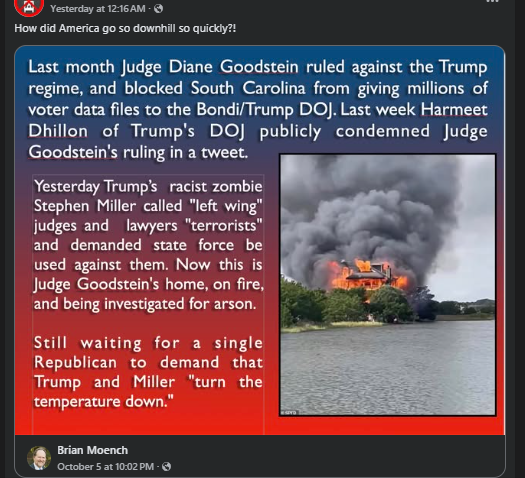 Yesterday at 12:16 AM ·
How did America go so downhill so quickly?!
Last month Judge Diane Goodstein ruled against the Trump
regime, and blocked South Carolina from giving millions of
voter data files to the Bondi/Trump DOJ. Last week Harmeet
Dhillon of Trump's DOJ publicly condemned Judge
Goodstein's ruling in a tweet.
Yesterday Trump's racist zombie
Stephen Miller called "left wing"
judges and lawyers "terrorists"
and demanded state force be
used against them. Now this is
Judge Goodstein's home, on fire,
and being investigated for arson.
Still waiting for a single
Republican to demand that
Trump and Miller "turn the
temperature down."
Brian Moench
October 5 at 10:02 PM ·